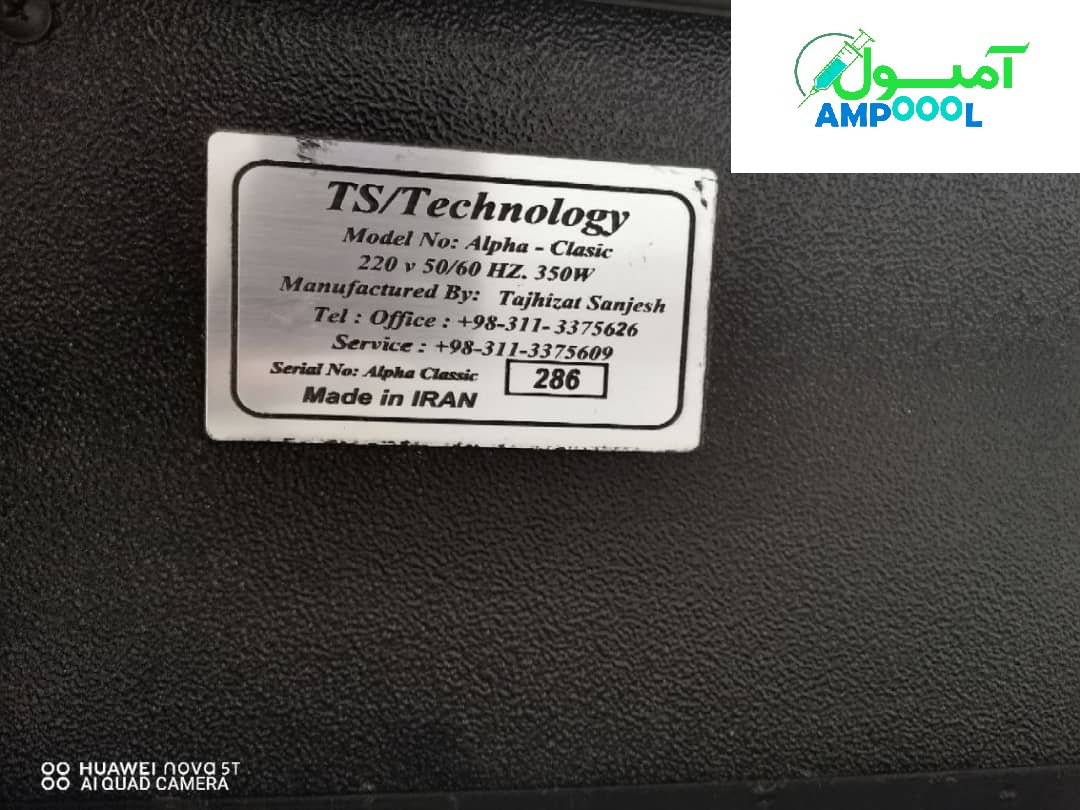 آمپول
AMPOOOL
TS/Technology
Model No: Alpha - Clasic
220 v 50/60 HZ. 350W
Manufactured By: Tajhizat Sanjesh
Tel : Office : +98-311- 3375626
Service : +98-311-3375609
Serial No: Alpha Classic 286
Made in IRAN
HUAWEI nova 5T
AI QUAD CAMERA